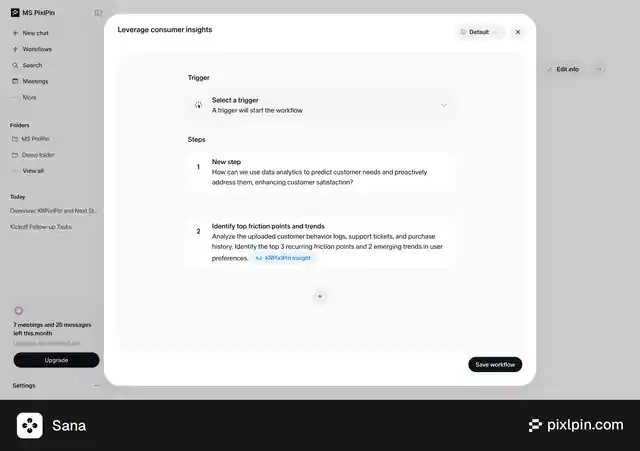 MS PixlPin
New chat
Workflows
Search
Meetings
More
Folders
MS PixlPin
Demo folder
View all
Today
Overview: KRPixlPin and Next St...
Kickoff Follow-up Tasks
7 meetings and 25 messages
left this month
Upgrade
Settings
Leverage consumer insights
Default:
Edit info
Trigger
Select a trigger
A trigger will start the workflow
Steps
1
New step
How can we use data analytics to predict customer needs and proactively
address them, enhancing customer satisfaction?
2
Identify top friction points and trends
Analyze the uploaded customer behavior logs, support tickets, and purchase
history. Identify the top 3 recurring friction points and 2 emerging trends in user
preferences. KRPixlPin insight
+
Save workflow
Sana
pixlpin.com